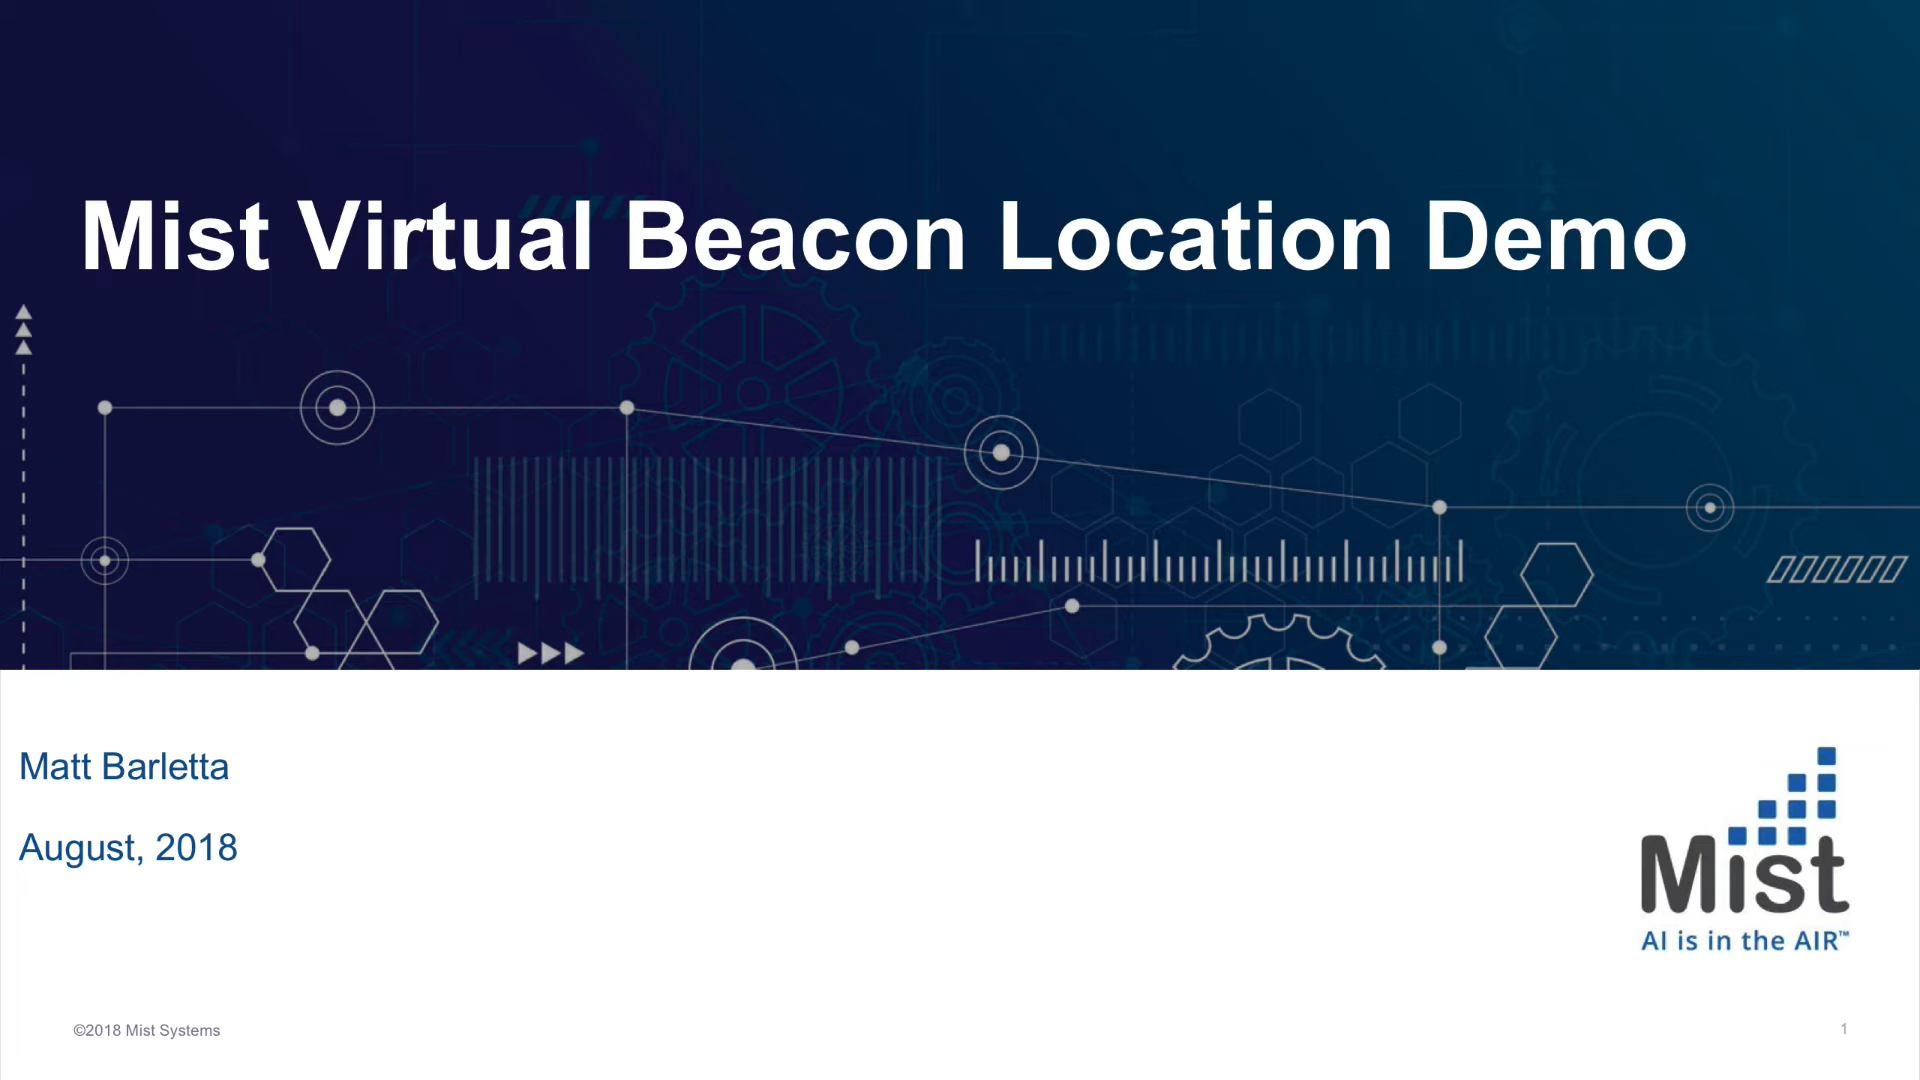 Mist Virtual Beacon Location Demo
Matt Barletta
August, 2018
Mist
AI is in the AIR™
©2018 Mist Systems
1